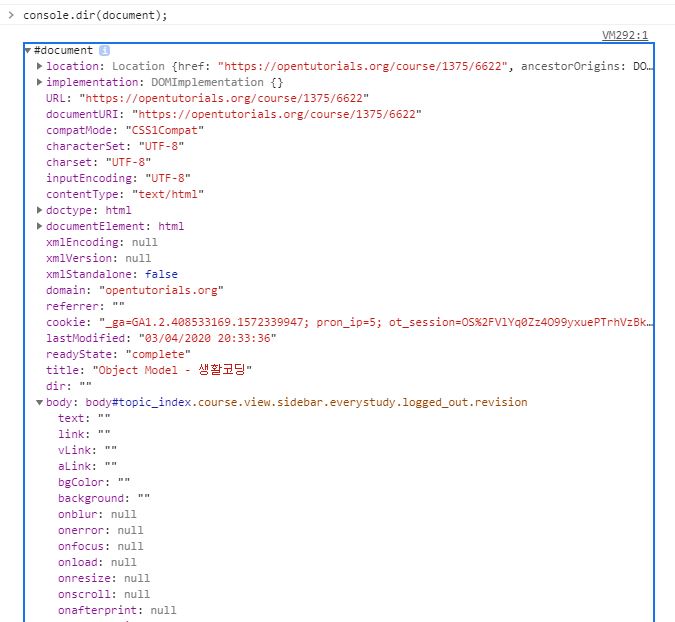 > console.dir(document);
VM292:1
▼#document i
▶location: Location {href: "https://opentutorials.org/course/1375/6622", ancestorOrigins: DO…
▶implementation: DOMImplementation {}
URL: "https://opentutorials.org/course/1375/6622"
documentURI: "https://opentutorials.org/course/1375/6622"
compatMode: "CSS1Compat"
characterSet: "UTF-8"
charset: "UTF-8"
inputEncoding: "UTF-8"
contentType: "text/html"
▶doctype: html
▶documentElement: html
xmlEncoding: null
xmlVersion: null
xmlStandalone: false
domain: "opentutorials.org"
referrer: ""
cookie: "_ga=GA1.2.408533169.1572339947; pron_ip=5; ot_session=OS%2FVlYq0Zz4O99yxuePTrhVzBk…
lastModified: "03/04/2020 20:33:36"
readyState: "complete"
title: "Object Model - 생활코딩"
dir: ""
▼body: body#topic_index.course.view.sidebar.everystudy.logged_out.revision
text: ""
link: ""
vLink: ""
aLink: ""
bgColor: ""
background: ""
onblur: null
onerror: null
onfocus: null
onload: null
onresize: null
onscroll: null
onafterprint: null